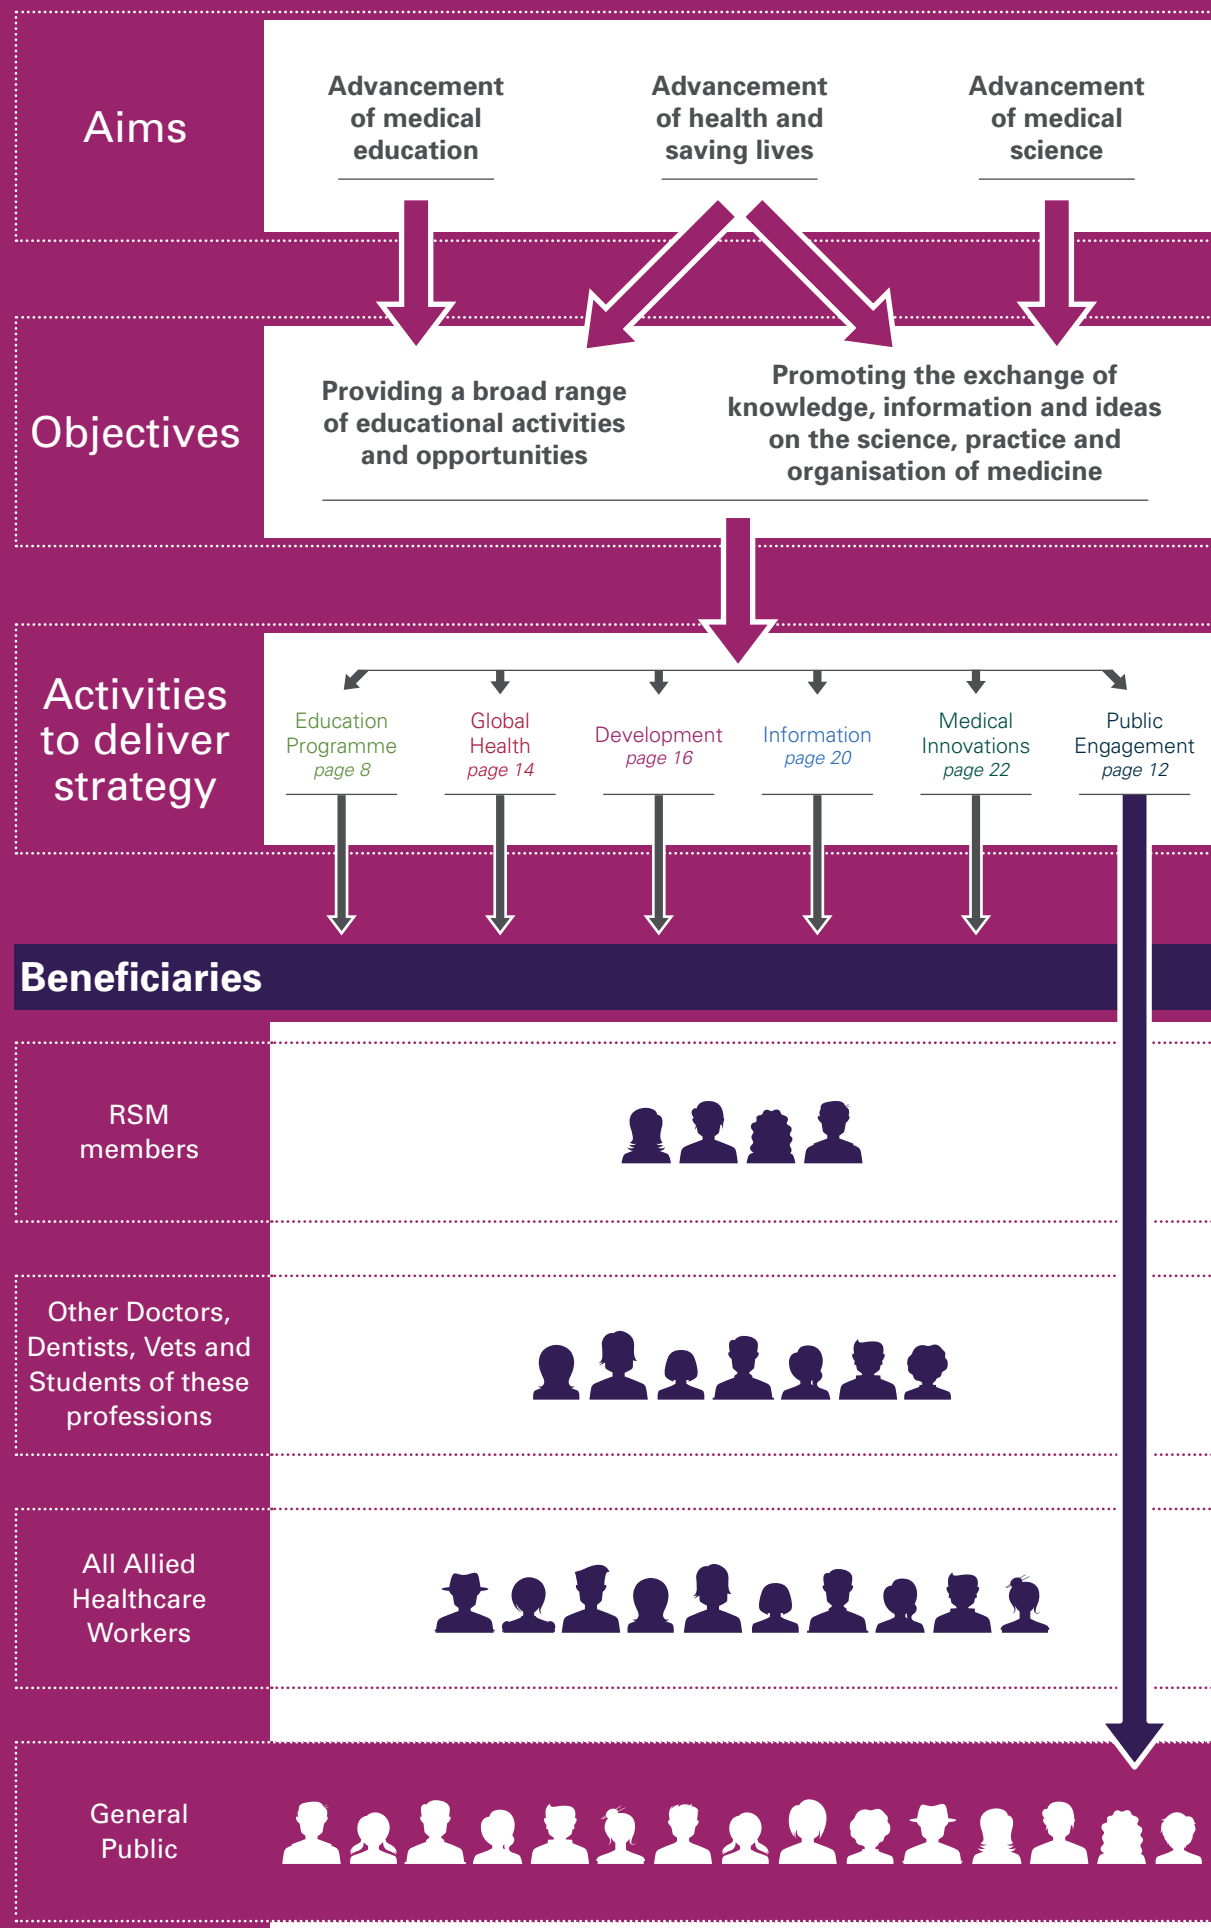 Aims
Advancement
of medical
education
Advancement
of health and
saving lives
Advancement
of medical
science
Objectives
Providing a broad range
of educational activities
and opportunities
Promoting the exchange of
knowledge, information and ideas
on the science, practice and
organisation of medicine
Activities
to deliver
strategy
Education
Programme
page 8
Global
Health
page 14
Development
page 16
Information
page 20
Medical
Innovations
page 22
Public
Engagement
page 12
Beneficiaries
RSM
members
Other Doctors,
Dentists, Vets and
Students of these
professions
All Allied
Healthcare
Workers
General
Public